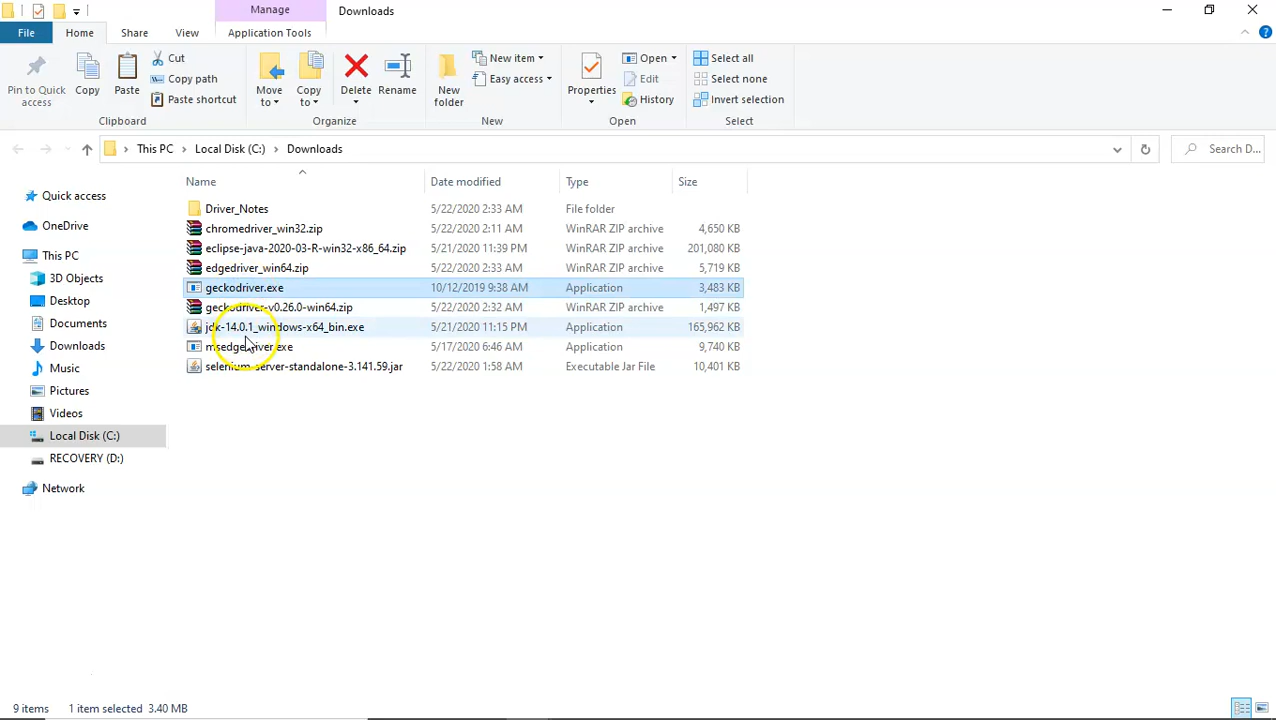 Manage
Downloads
File
Home
Share
View
Application Tools
Pin to Quick access
Copy
Paste
Cut
Copy path
Paste shortcut
Clipboard
Move to
Copy to
Delete
Rename
Organize
New folder
New item
Easy access
New
Properties
Open
Edit
History
Open
Select all
Select none
Invert selection
Select
This PC > Local Disk (C:) > Downloads
Search D...
Quick access
OneDrive
This PC
3D Objects
Desktop
Documents
Downloads
Music
Pictures
Videos
Local Disk (C:)
RECOVERY (D:)
Network
Name Date modified Type Size
Driver_Notes 5/22/2020 2:33 AM File folder
chromedriver_win32.zip 5/22/2020 2:11 AM WinRAR ZIP archive 4,650 KB
eclipse-java-2020-03-R-win32-x86_64.zip 5/21/2020 11:39 PM WinRAR ZIP archive 201,080 KB
edgedriver_win64.zip 5/22/2020 2:33 AM WinRAR ZIP archive 5,719 KB
geckodriver.exe 10/12/2019 9:38 AM Application 3,483 KB
geckodriver-v0.26.0-win64.zip 5/22/2020 2:32 AM WinRAR ZIP archive 1,497 KB
jdk-14.0.1_windows-x64_bin.exe 5/21/2020 11:15 PM Application 165,962 KB
msedgedriver.exe 5/17/2020 6:46 AM Application 9,740 KB
selenium-server-standalone-3.141.59.jar 5/22/2020 1:58 AM Executable Jar File 10,401 KB
9 items 1 item selected 3.40 MB